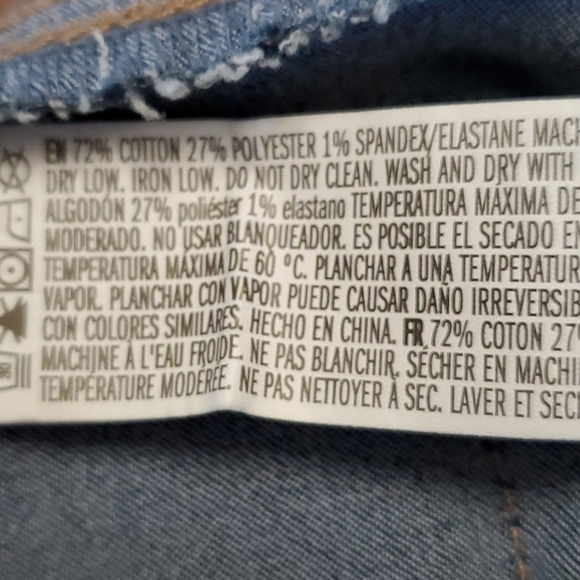 EN 72% COTTON 27% POLYESTER 1% SPANDEX/ELASTANE MACH
DRY LOW. IRON LOW. DO NOT DRY CLEAN. WASH AND DRY WITH
ALGODÓN 27% poliéster 1% elastano TEMPERATURA MÁXIMA DE
MODERADO. NO USAR BLANQUEADOR. ES POSIBLE EL SECADO EN
TEMPERATURA MÁXIMA DE 60 °C. PLANCHAR A UNA TEMPERATUR
VAPOR. PLANCHAR CON VAPOR PUEDE CAUSAR DAÑO IRREVERSIB
CON COLORES SIMILARES. HECHO EN CHINA. FR 72% COTON 27%
MACHINE À L'EAU FROIDE. NE PAS BLANCHIR. SÉCHER EN MACHI
TEMPÉRATURE MODÉRÉE. NE PAS NETTOYER À SEC. LAVER ET SEC